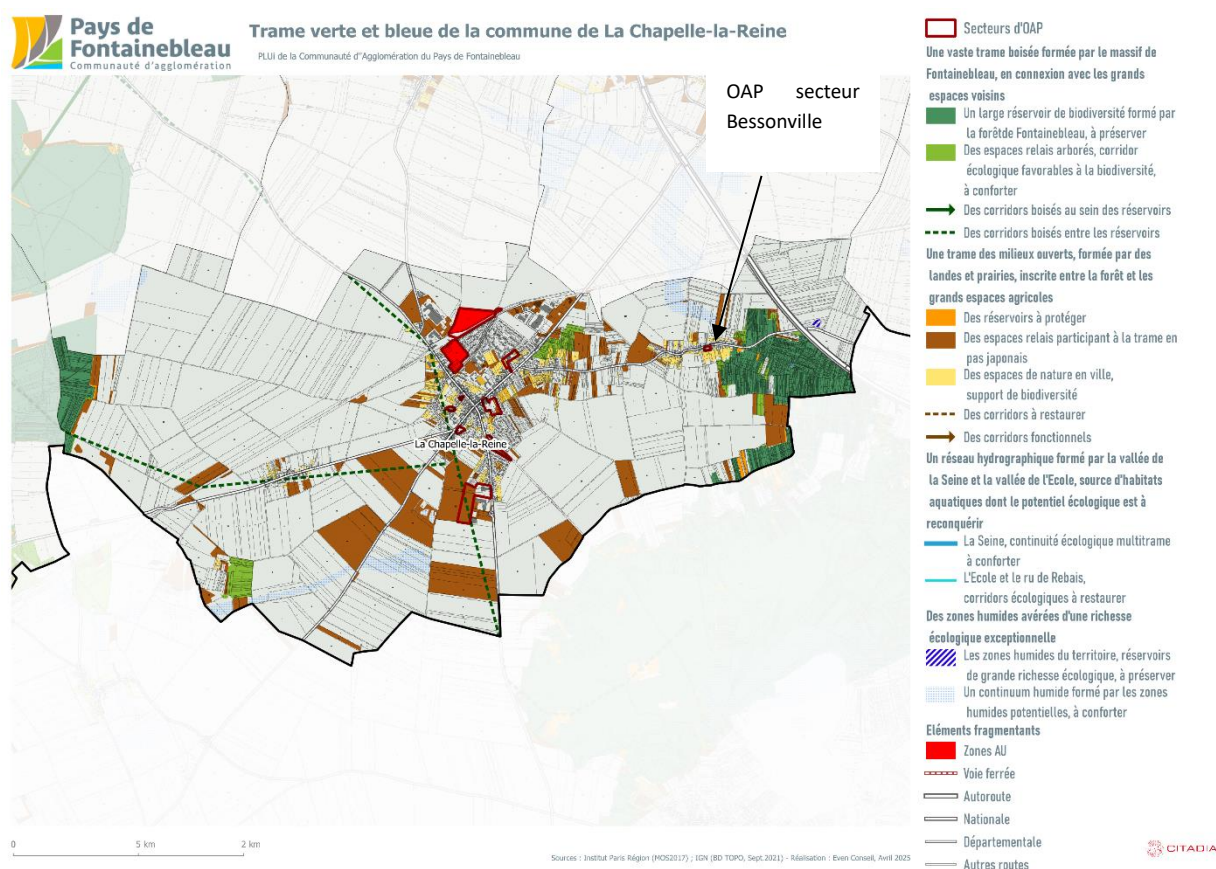 Pays de
Fontainebleau
Communauté d'agglomération
Trame verte et bleue de la commune de La Chapelle-la-Reine
PLUi de la Communauté d'Agglomération du Pays de Fontainebleau
OAP secteur
Bessonville
La Chapelle-la-Reine
Secteurs d'OAP
Une vaste trame boisée formée par le massif de
Fontainebleau, en connexion avec les grands
espaces voisins
Un large réservoir de biodiversité formé par
la forêtde Fontainebleau, à préserver
Des espaces relais arborés, corridor
écologique favorables à la biodiversité,
à conforter
Des corridors boisés au sein des réservoirs
Des corridors boisés entre les réservoirs
Une trame des milieux ouverts, formée par des
landes et prairies, inscrite entre la forêt et les
grands espaces agricoles
Des réservoirs à protéger
Des espaces relais participant à la trame en
pas japonais
Des espaces de nature en ville,
support de biodiversité
Des corridors à restaurer
Des corridors fonctionnels
Un réseau hydrographique formé par la vallée de
la Seine et la vallée de l'Ecole, source d'habitats
aquatiques dont le potentiel écologique est à
reconquérir
La Seine, continuité écologique multitrame
à conforter
L'Ecole et le ru de Rebais,
corridors écologiques à restaurer
Des zones humides avérées d'une richesse
écologique exceptionnelle
Les zones humides du territoire, réservoirs
de grande richesse écologique, à préserver
Un continuum humide formé par les zones
humides potentielles, à conforter
Eléments fragmentants
Zones AU
Voie ferrée
Autoroute
Nationale
Départementale
Autres routes
0 5 km 2 km
Sources : Institut Paris Région (MOS2017) ; IGN (BD TOPO, Sept.2021) - Réalisation : Even Conseil, Avril 2025
CITADIA